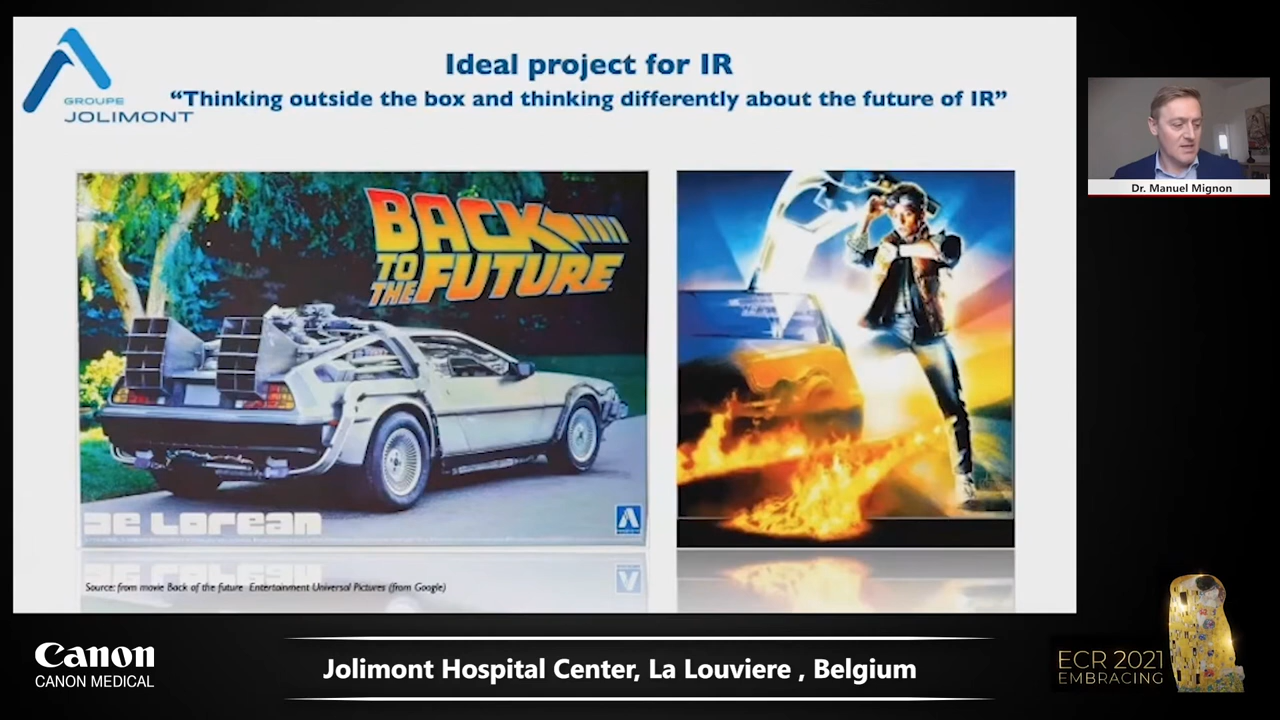 GROUPE
JOLIMONT
Ideal project for IR
“Thinking outside the box and thinking differently about the future of IR”
BACK
TO
THE FUTURE
De Lorean
Source: from movie Back of the future Entertainment Universal Pictures (from Google)
Dr. Manuel Mignon
Canon
CANON MEDICAL
Jolimont Hospital Center, La Louviere , Belgium
ECR 2021
EMBRACING